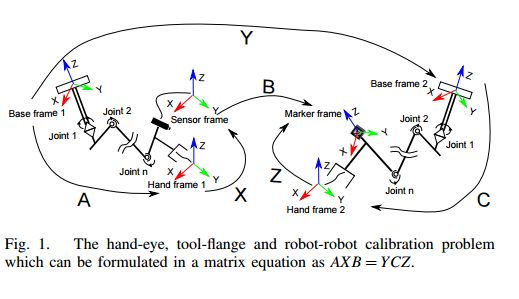 Y
Z
Z
B
Base frame 2
Z
X
Y
X
Y
Base frame 1
Joint 2
X
Y
Sensor frame
Marker frame
Z
Y
Joint 2
X
Y
Joint 1
Z
X
Joint 1
Joint n
X
Y
Hand frame 1
Z
Z
X
Y
Joint n
A
X
Hand frame 2
C
Fig. 1. The hand-eye, tool-flange and robot-robot calibration problem
which can be formulated in a matrix equation as AXB = YCZ.